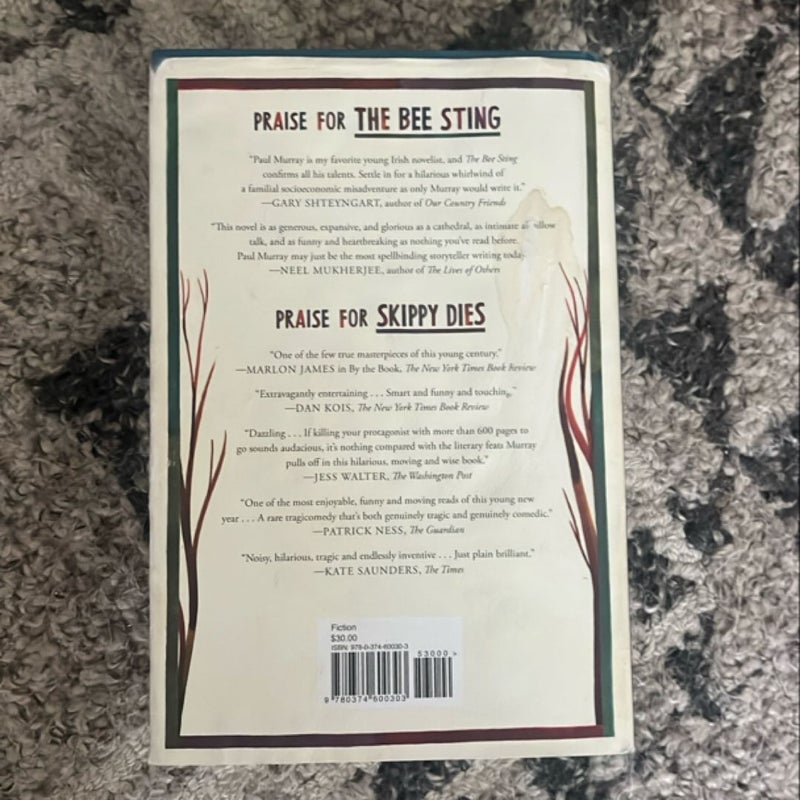 PRAISE FOR THE BEE STING
"Paul Murray is my favorite young Irish novelist, and The Bee Sting
confirms all his talents. Settle in for a hilarious whirlwind of
a familial socioeconomic misadventure as only Murray would write it."
—GARY SHTEYNGART, author of Our Country Friends
"This novel is as generous, expansive, and glorious as a cathedral, as intimate as
talk, and as funny and heartbreaking as nothing you've read before.
Paul Murray may just be the most spellbinding storyteller writing today.
—NEEL MUKHERJEE, author of The Lives of Others
PRAISE FOR SKIPPY DIES
"One of the few true masterpieces of this young century."
—MARLON JAMES in By the Book, The New York Times Book Review
"Extravagantly entertaining . . . Smart and funny and touching."
—DAN KOIS, The New York Times Book Review
"Dazzling . . . If killing your protagonist with more than 600 pages to
go sounds audacious, it's nothing compared with the literary feats Murray
pulls off in this hilarious, moving and wise book."
—JESS WALTER, The Washington Post
"One of the most enjoyable, funny and moving reads of this young new
year . . . A rare tragicomedy that's both genuinely tragic and genuinely comedic."
—PATRICK NESS, The Guardian
"Noisy, hilarious, tragic and endlessly inventive . . . Just plain brilliant."
—KATE SAUNDERS, The Times
Fiction
$30.00
ISBN: 978-0-374-60030-3
53000 >
9 780374 600303